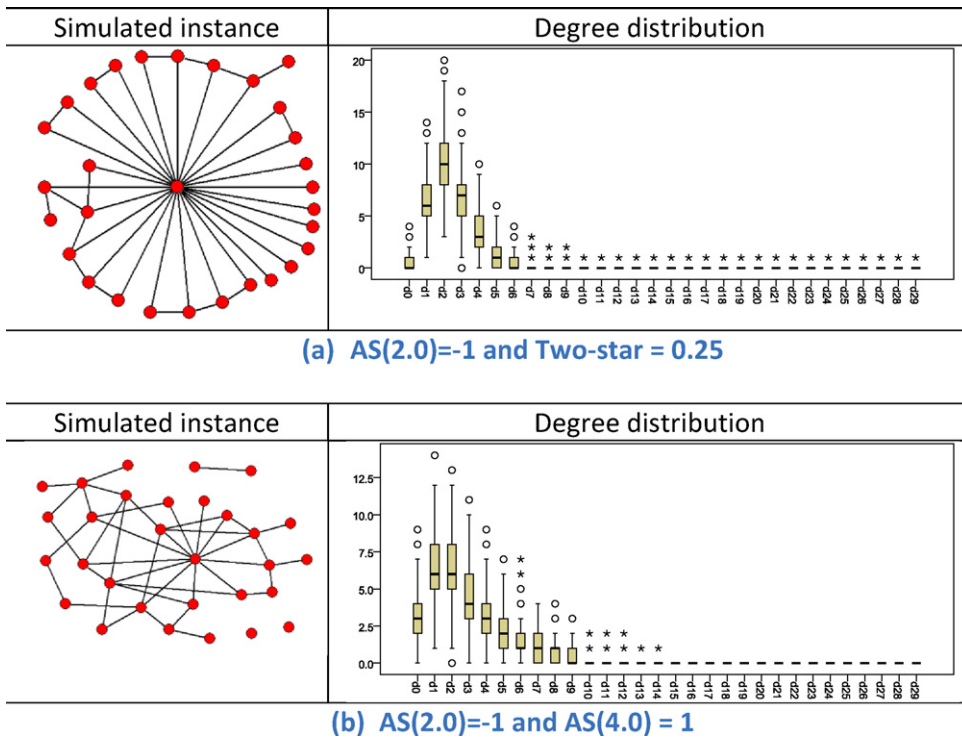 Simulated instance Degree distribution
20
15
10
5
0
d0 d1 d2 d3 d4 d5 d6 d7 d8 d9 d10 d11 d12 d13 d14 d15 d16 d17 d18 d19 d20 d21 d22 d23 d24 d25 d26 d27 d28 d29
(a) AS(2.0)=-1 and Two-star = 0.25
Simulated instance Degree distribution
12.5
10.0
7.5
5.0
2.5
0.0
d0 d1 d2 d3 d4 d5 d6 d7 d8 d9 d10 d11 d12 d13 d14 d15 d16 d17 d18 d19 d20 d21 d22 d23 d24 d25 d26 d27 d28 d29
(b) AS(2.0)=-1 and AS(4.0) = 1